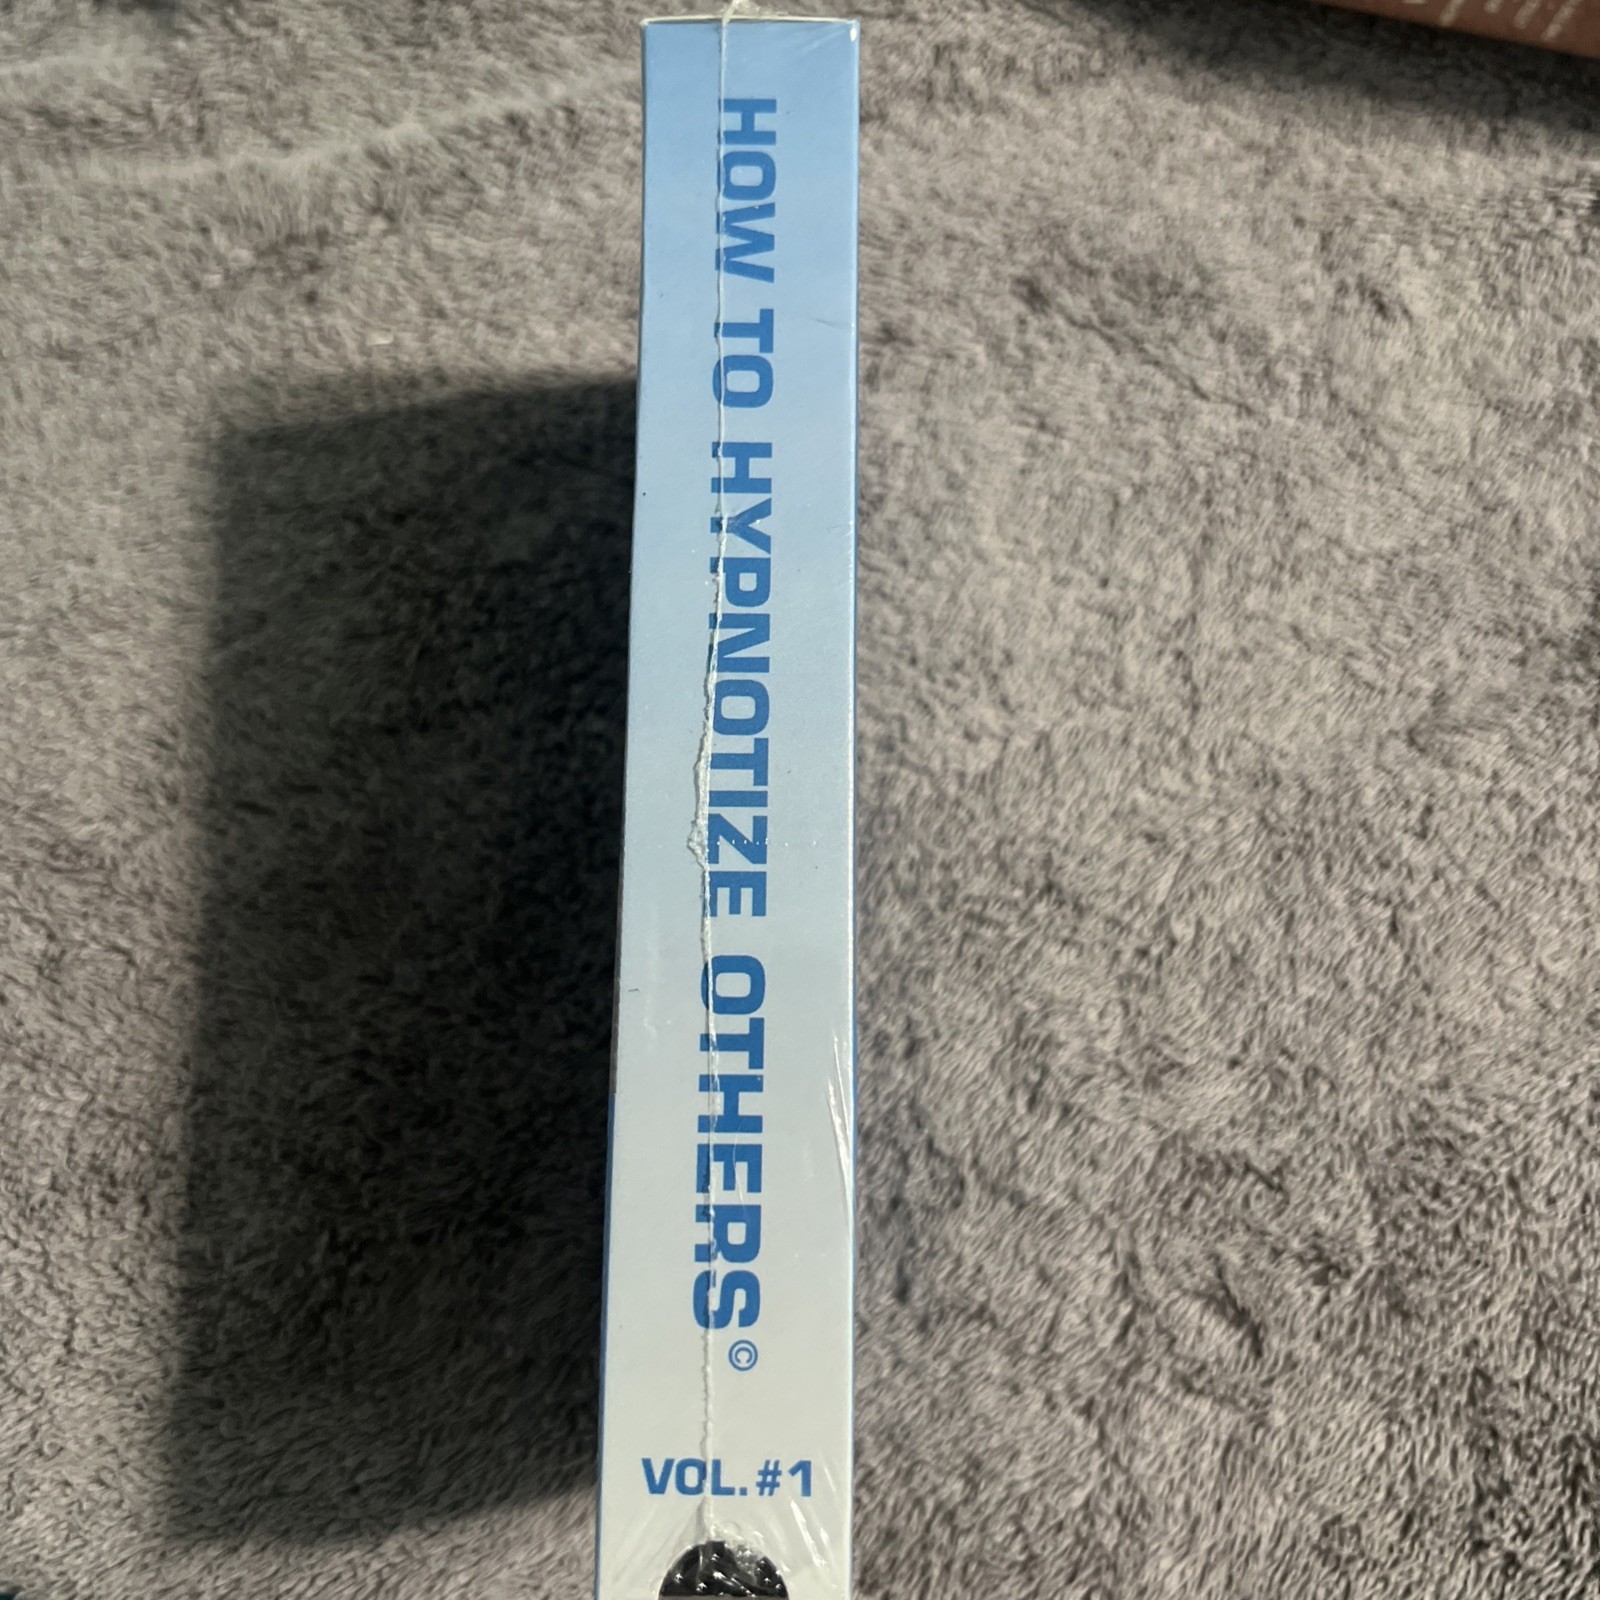 HOW TO HYPNOTIZE OTHERS©
VOL. #1